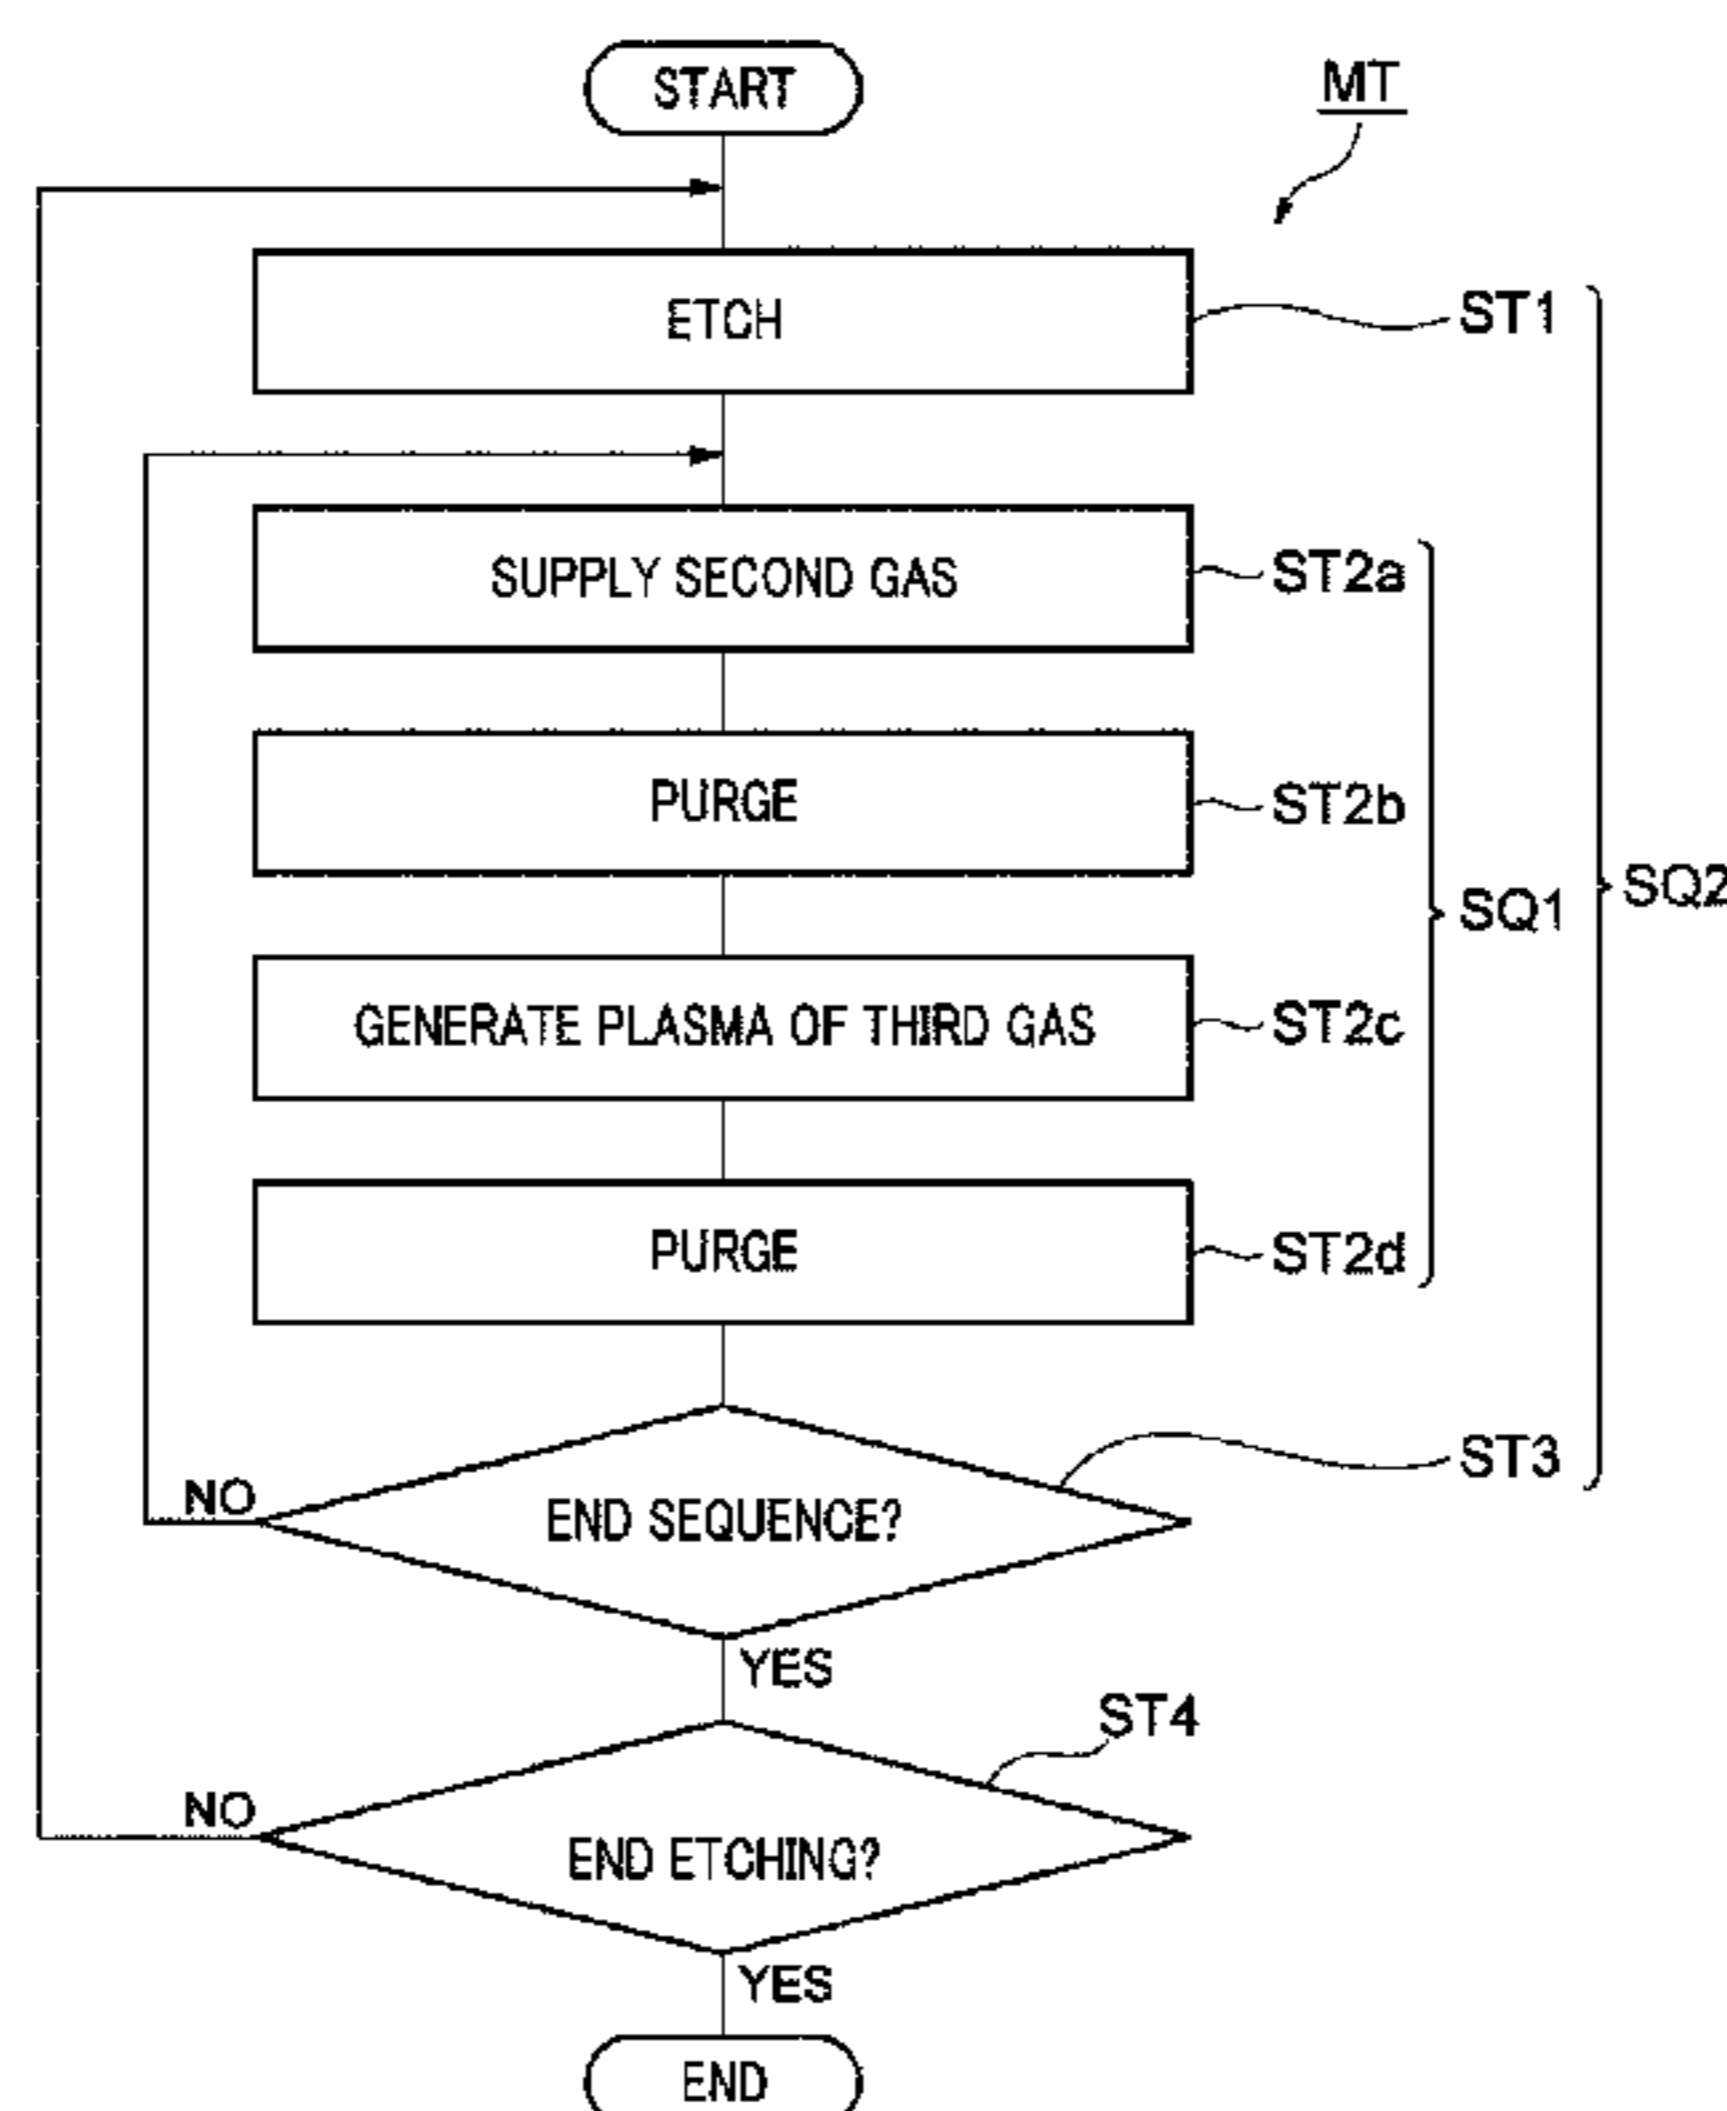 START
MT
ETCH
ST1
SUPPLY SECOND GAS
ST2a
PURGE
ST2b
SQ1
SQ2
GENERATE PLASMA OF THIRD GAS
ST2c
PURGE
ST2d
ST3
NO
END SEQUENCE?
YES
ST4
NO
END ETCHING?
YES
END